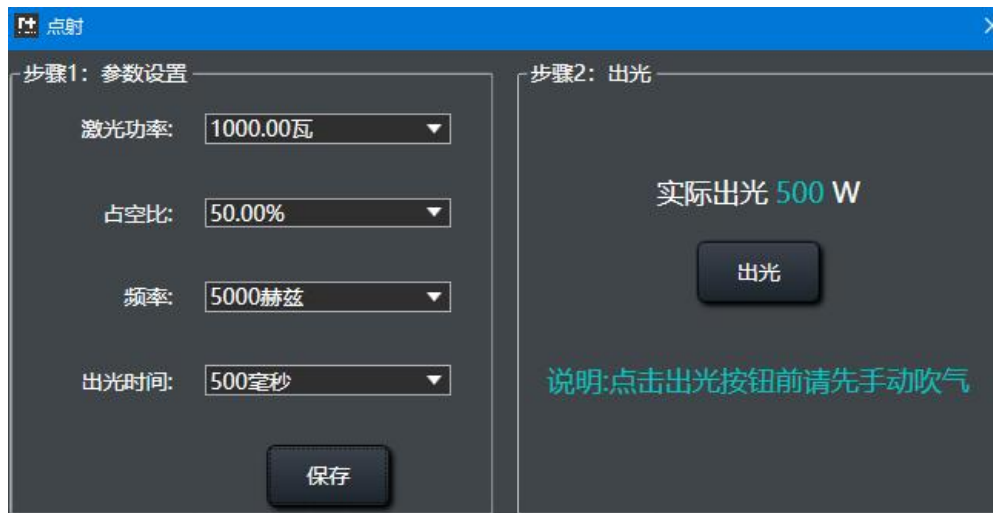 点射
步骤1：参数设置
激光功率: 1000.00瓦
占空比: 50.00%
频率: 5000赫兹
出光时间: 500毫秒
保存
步骤2：出光
实际出光 500 W
出光
说明:点击出光按钮前请先手动吹气